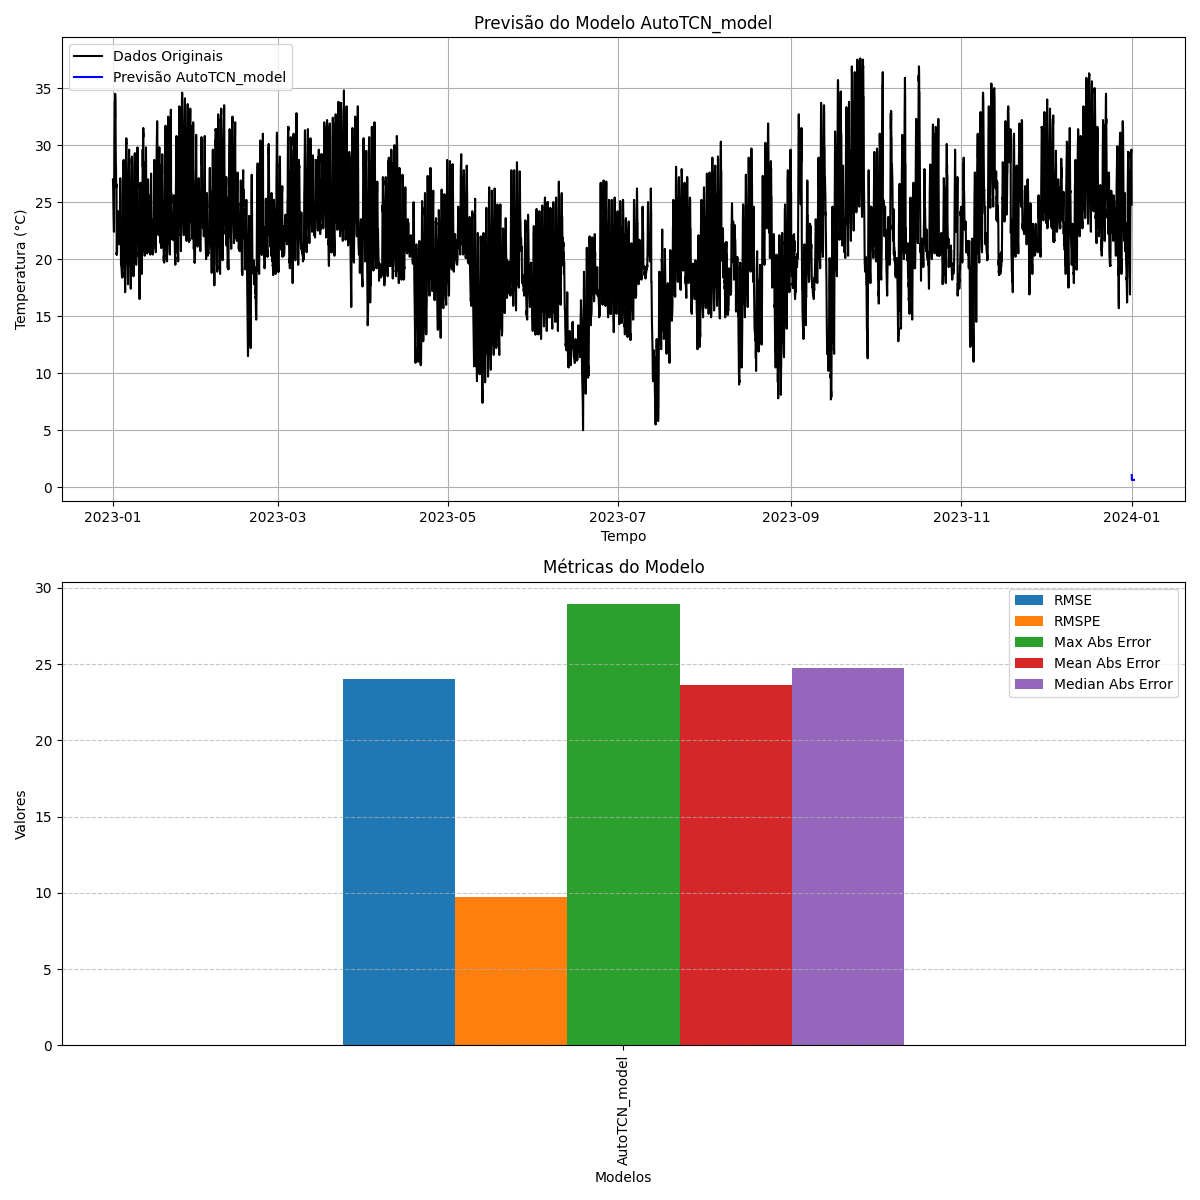 Previsão do Modelo AutoTCN_model
Dados Originais
Previsão AutoTCN_model
Temperatura (°C)
35
30
25
20
15
10
5
0
2023-01 2023-03 2023-05 2023-07 2023-09 2023-11 2024-01
Tempo
Métricas do Modelo
RMSE
RMSPE
Max Abs Error
Mean Abs Error
Median Abs Error
Valores
30
25
20
15
10
5
0
AutoTCN_model
Modelos